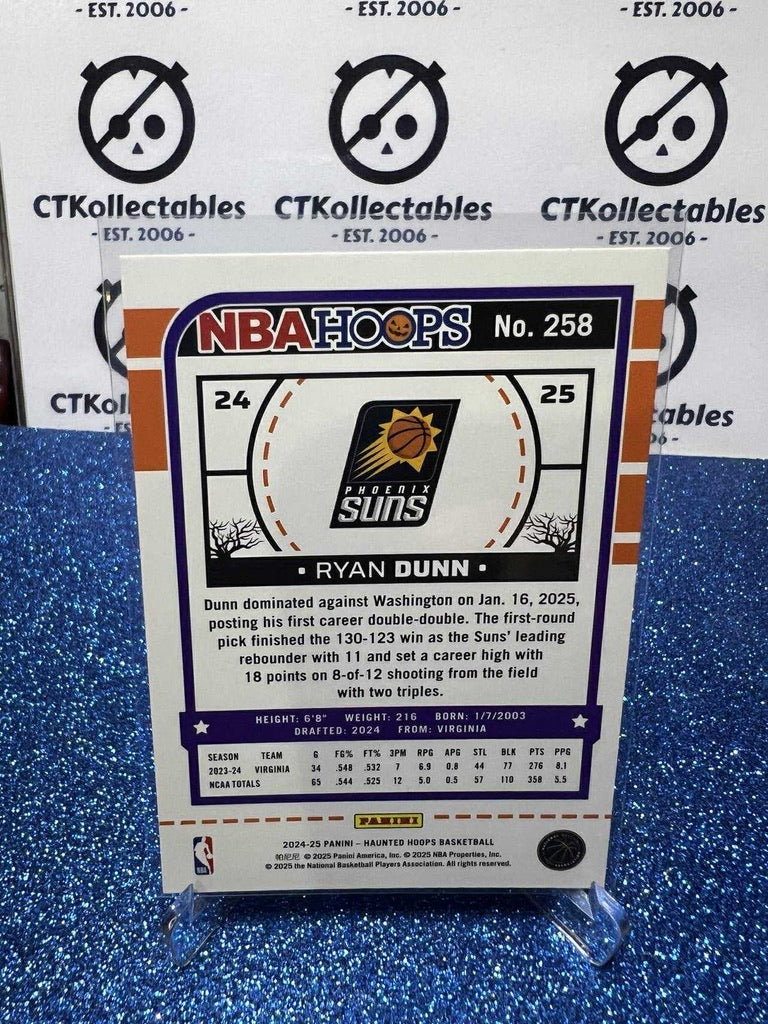 - EST. 2006 -
- EST. 2006 -
- EST. 2006 -
CTKollectables
CTKollectables
CTKollectables
- EST. 2006 -
- EST. 2006 -
- EST. 2006 -
CTKol
ables
06 -
NBA HOOPS No. 258
24
25
PHOENIX
SUNS
• RYAN DUNN •
Dunn dominated against Washington on Jan. 16, 2025,
posting his first career double-double. The first-round
pick finished the 130-123 win as the Suns' leading
rebounder with 11 and set a career high with
18 points on 8-of-12 shooting from the field
with two triples.
HEIGHT: 6'8" WEIGHT: 216 BORN: 1/7/2003
DRAFTED: 2024 FROM: VIRGINIA
SEASON TEAM G FG% FT% 3PM RPG APG STL BLK PTS PPG
2023-24 VIRGINIA 34 .548 .532 7 6.9 0.8 44 77 276 8.1
NCAA TOTALS 65 .544 .525 12 5.0 0.5 57 110 358 5.5
PANINI
2024-25 PANINI – HAUNTED HOOPS BASKETBALL
帕尼尼 © 2025 Panini America, Inc. © 2025 NBA Properties, Inc.
© 2025 the National Basketball Players Association. All rights reserved.
NBA